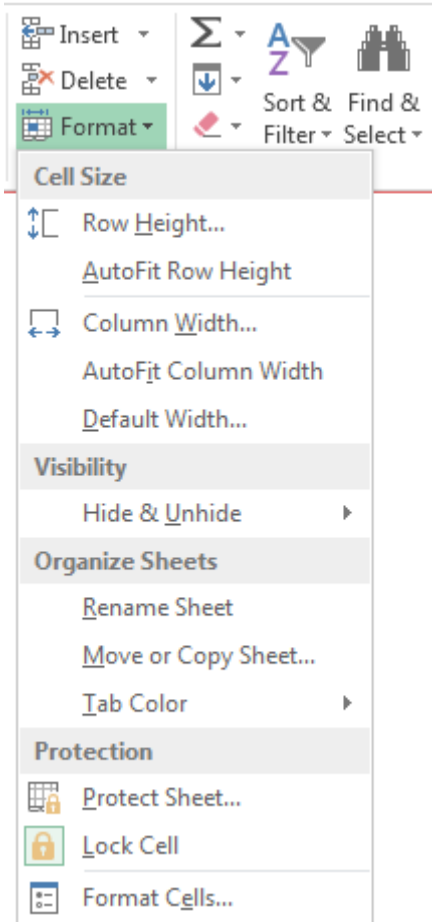 Insert
Delete
Format
Σ
A
Z
Sort &
Filter
Find &
Select
Cell Size
Row Height...
AutoFit Row Height
Column Width...
AutoFit Column Width
Default Width...
Visibility
Hide & Unhide
Organize Sheets
Rename Sheet
Move or Copy Sheet...
Tab Color
Protection
Protect Sheet...
Lock Cell
Format Cells...